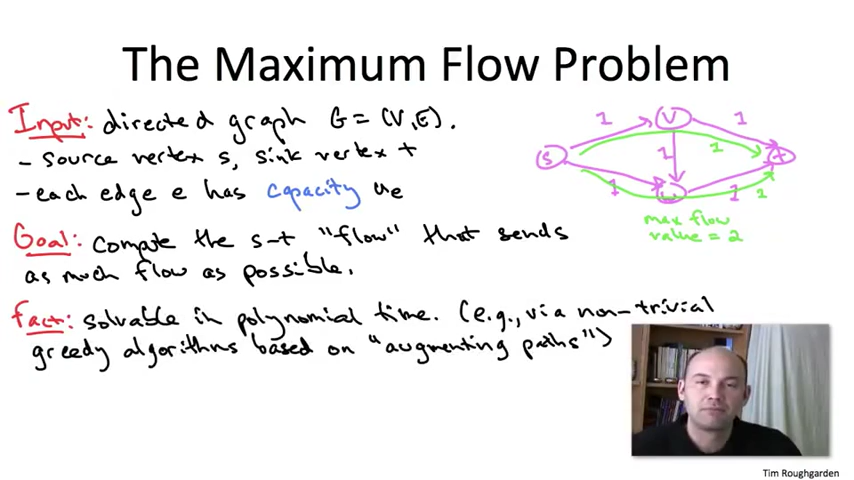 The Maximum Flow Problem
Input: directed graph G = (V,E).
- source vertex s, sink vertex t
- each edge e has capacity ue
Goal: compute the s-t "flow" that sends
as much flow as possible.
Fact: solvable in polynomial time. (e.g., via non-trivial
greedy algorithms based on "augmenting paths")
1
v
1
s
1
1
t
1
w
1
1
max flow
value = 2
Tim Roughgarden